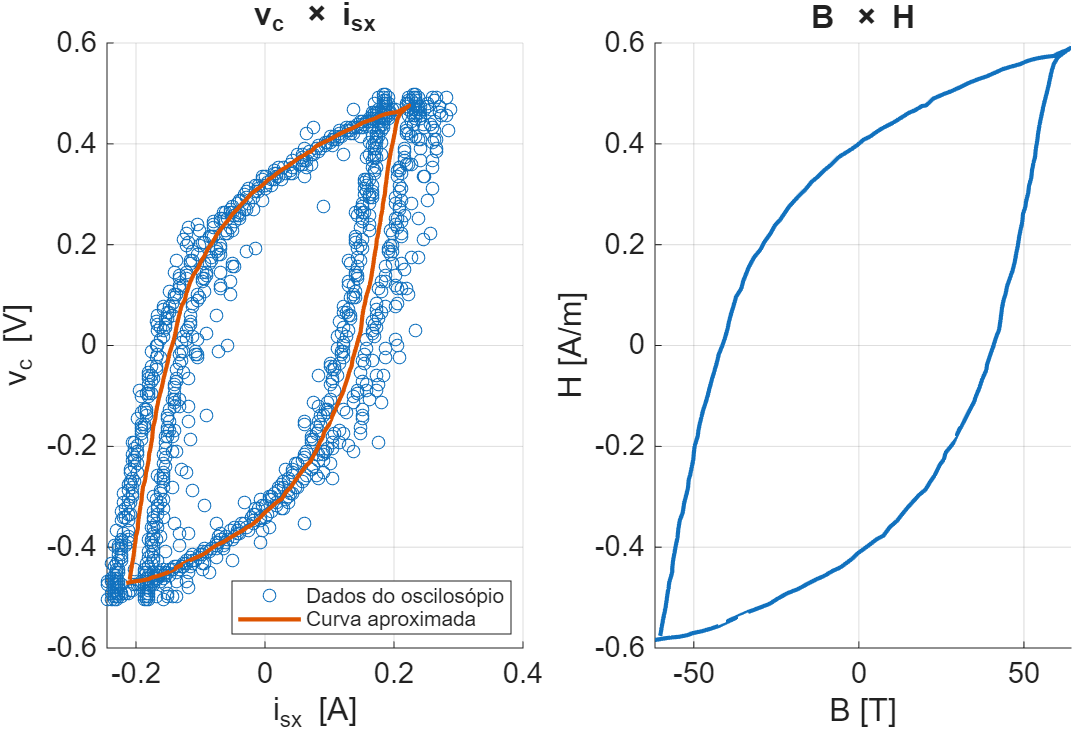 v_c × i_sx
0.6
0.4
0.2
0
-0.2
-0.4
-0.6
v_c [V]
-0.2
0
0.2
0.4
i_sx [A]
Dados do oscilosópio
Curva aproximada
B × H
0.6
0.4
0.2
0
-0.2
-0.4
-0.6
H [A/m]
-50
0
50
B [T]